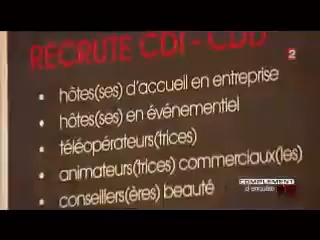 RECRUTE CDI - CDD
2
• hôtes(ses) d'accueil en entreprise
• hôtes(ses) en événementiel
• téléopérateurs(trices)
• animateurs(trices) commerciaux(les)
• conseillers(ères) beauté
COMPLEMENT
d'enquête